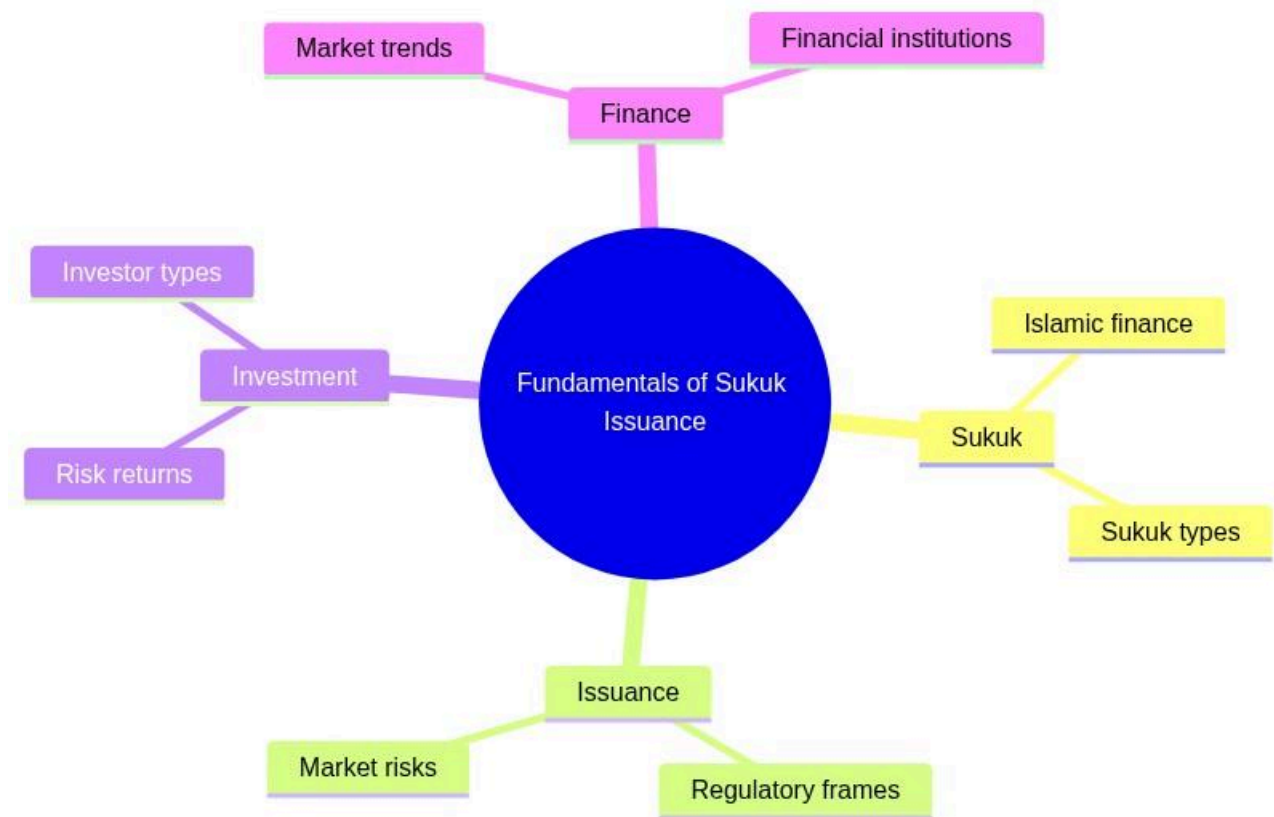 Market trends
Financial institutions
Finance
Investor types
Investment
Risk returns
Fundamentals of Sukuk
Issuance
Islamic finance
Sukuk
Sukuk types
Issuance
Market risks
Regulatory frames